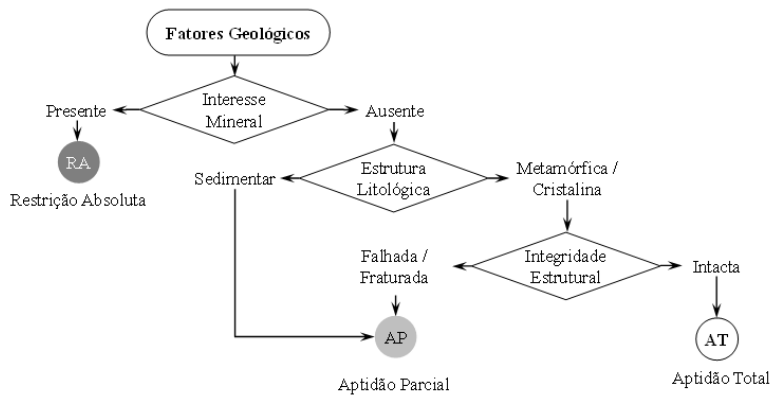 Fatores Geológicos
Interesse
Mineral
Presente
Ausente
RA
Restrição Absoluta
Estrutura
Litológica
Sedimentar
Metamórfica /
Cristalina
Integridade
Estrutural
Falhada /
Fraturada
Intacta
AP
Aptidão Parcial
AT
Aptidão Total